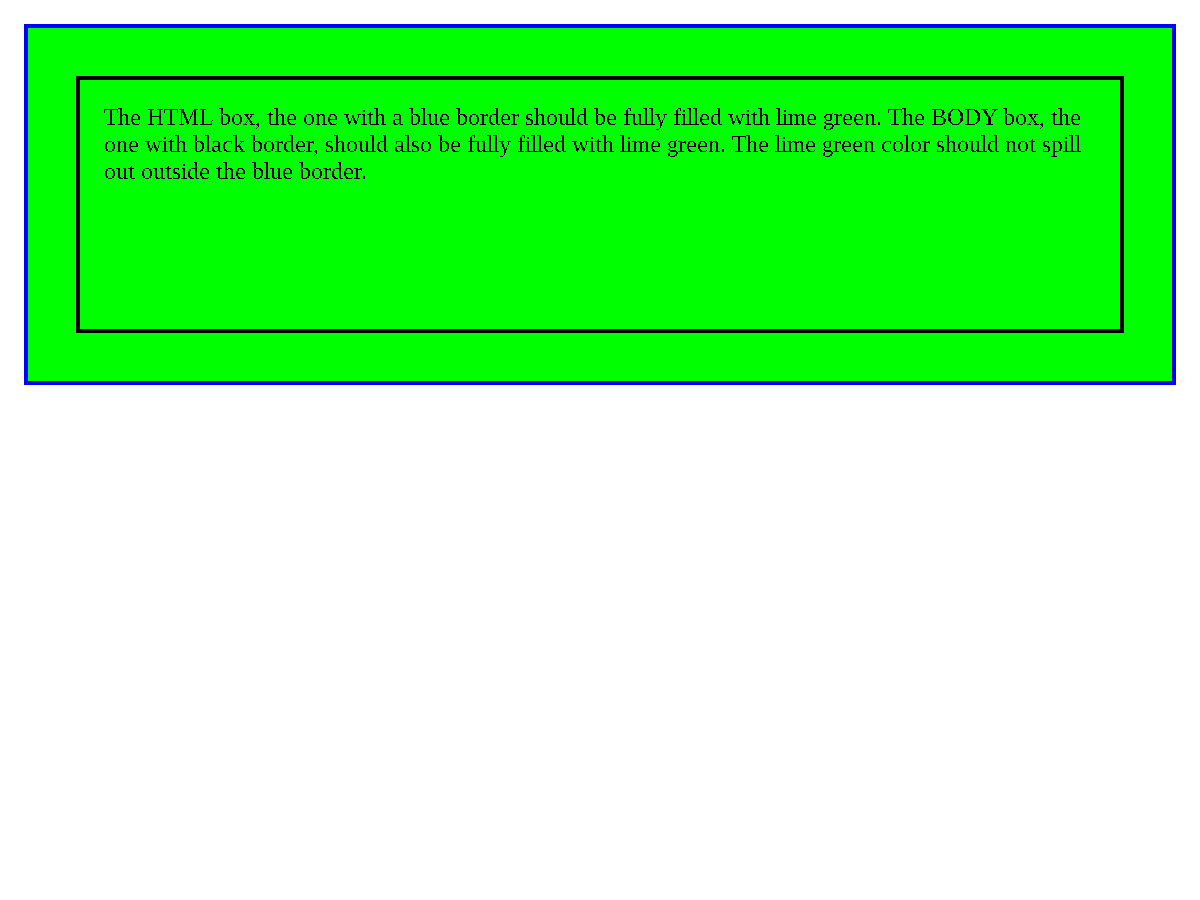 The HTML box, the one with a blue border should be fully filled with lime green. The BODY box, the
one with black border, should also be fully filled with lime green. The lime green color should not spill
out outside the blue border.